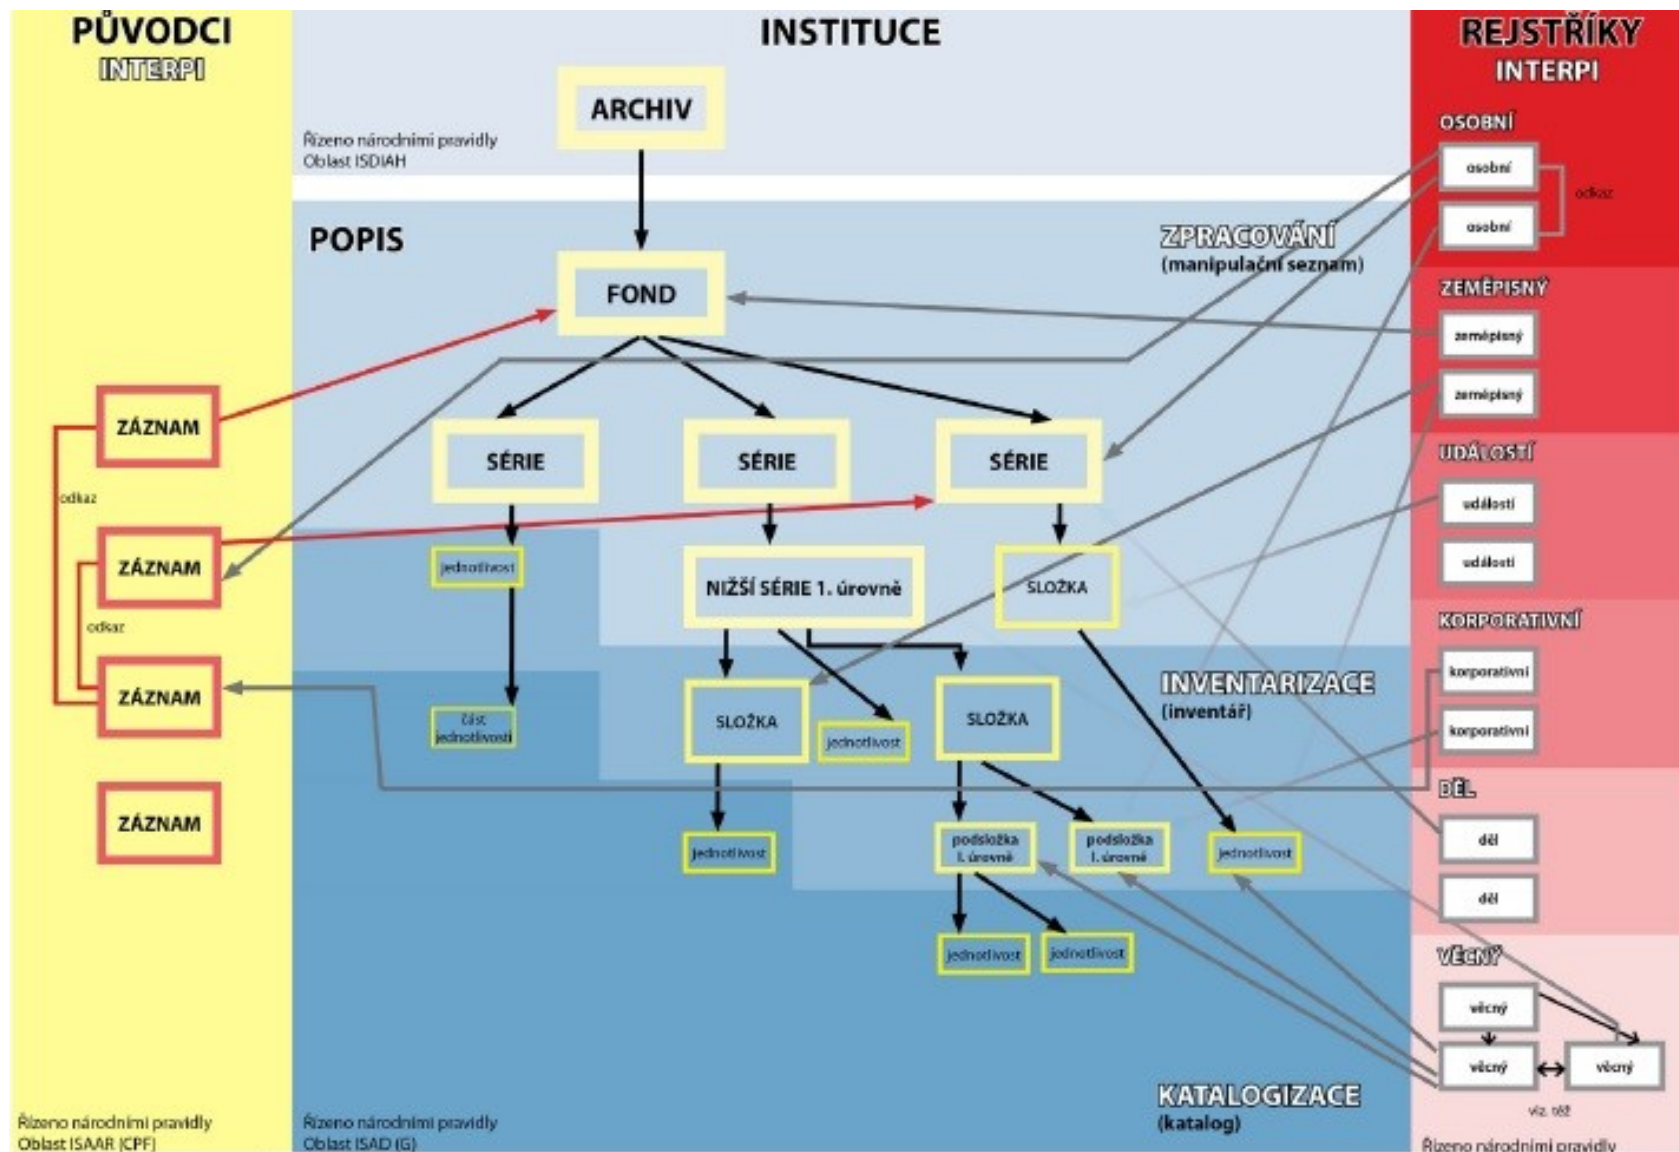 PŮVODCI
INTERPI
INSTITUCE
REJSTŘÍKY
INTERPI
ARCHIV
Řízeno národními pravidly
Oblast ISDIAH
OSOBNÍ
osobní
odkaz
osobní
POPIS
ZPRACOVÁNÍ
(manipulační seznam)
FOND
ZEMĚPISNÝ
zeměpisný
zeměpisný
ZÁZNAM
SÉRIE
SÉRIE
SÉRIE
UDÁLOSTÍ
událostí
událostí
odkaz
ZÁZNAM
jednotlivost
NIŽŠÍ SÉRIE 1. úrovně
SLOŽKA
odkaz
KORPORATIVNÍ
korporativní
korporativní
ZÁZNAM
část
jednotlivosti
SLOŽKA
jednotlivost
SLOŽKA
INVENTARIZACE
(inventář)
DĚL
děl
děl
ZÁZNAM
jednotlivost
podsložka
I. úrovně
podsložka
I. úrovně
jednotlivost
jednotlivost
jednotlivost
VĚCNÝ
věcný
věcný
věcný
viz. též
KATALOGIZACE
(katalog)
Řízeno národními pravidly
Oblast ISAAR (CPF)
Řízeno národními pravidly
Oblast ISAD (G)
Řízeno národními pravidly